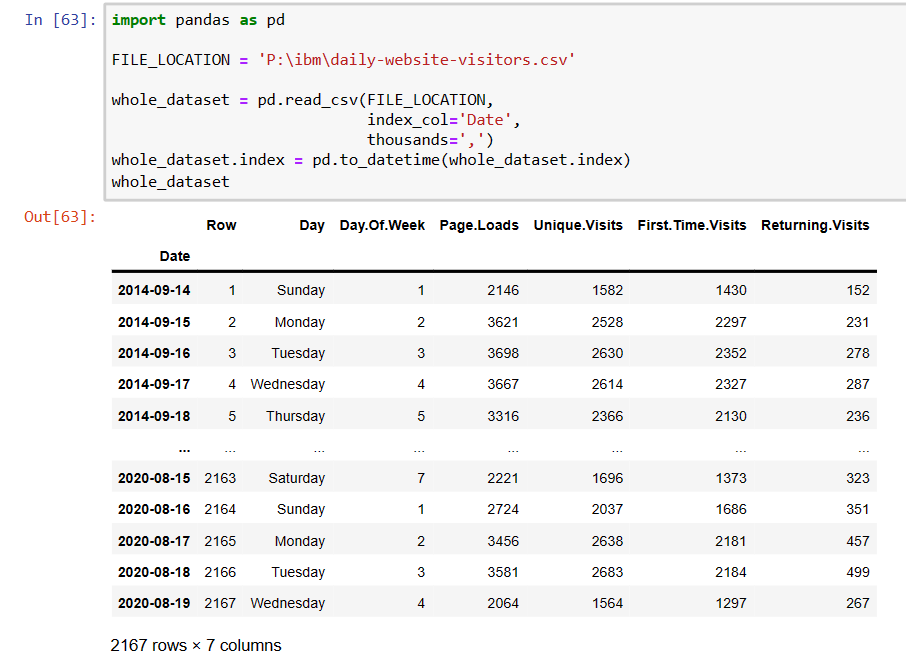 In [63]: import pandas as pd
FILE_LOCATION = 'P:\ibm\daily-website-visitors.csv'
whole_dataset = pd.read_csv(FILE_LOCATION,
index_col='Date',
thousands=',')
whole_dataset.index = pd.to_datetime(whole_dataset.index)
whole_dataset
Out[63]:
Row Day Day.Of.Week Page.Loads Unique.Visits First.Time.Visits Returning.Visits
Date
2014-09-14 1 Sunday 1 2146 1582 1430 152
2014-09-15 2 Monday 2 3621 2528 2297 231
2014-09-16 3 Tuesday 3 3698 2630 2352 278
2014-09-17 4 Wednesday 4 3667 2614 2327 287
2014-09-18 5 Thursday 5 3316 2366 2130 236
... ... ... ... ... ... ... ...
2020-08-15 2163 Saturday 7 2221 1696 1373 323
2020-08-16 2164 Sunday 1 2724 2037 1686 351
2020-08-17 2165 Monday 2 3456 2638 2181 457
2020-08-18 2166 Tuesday 3 3581 2683 2184 499
2020-08-19 2167 Wednesday 4 2064 1564 1297 267
2167 rows × 7 columns